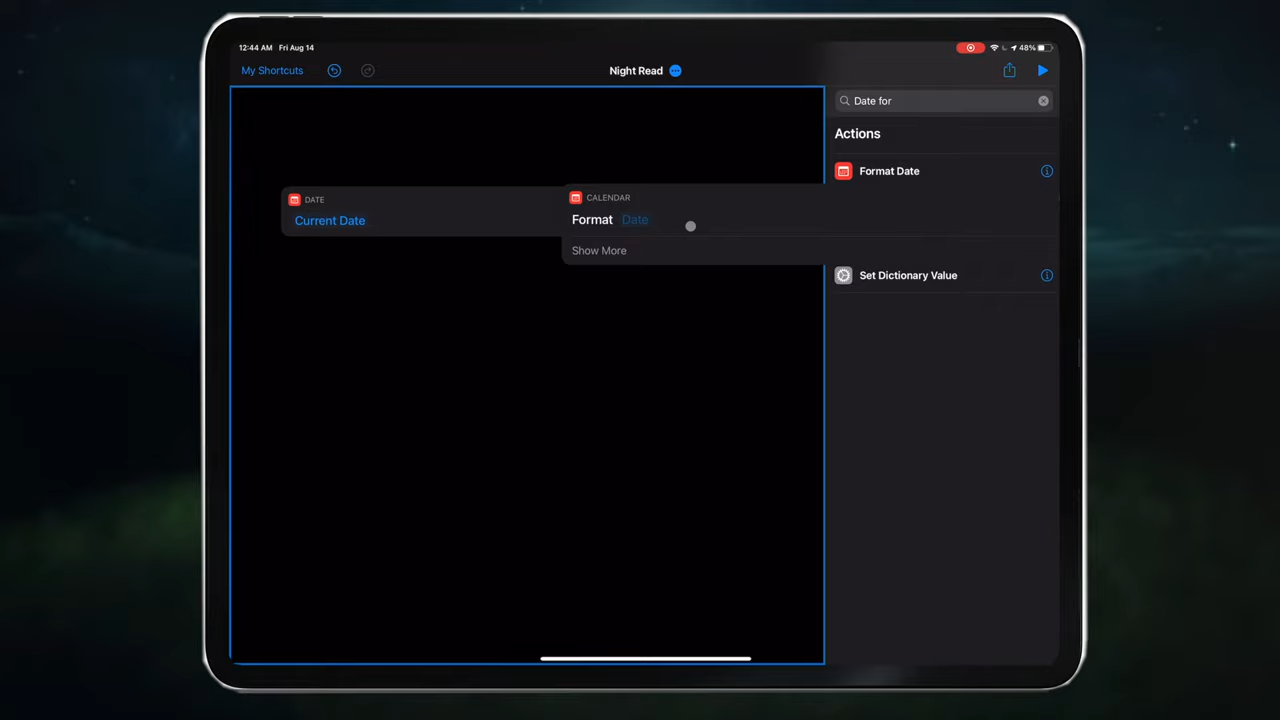 12:44 AM Fri Aug 14
48%
My Shortcuts
Night Read
Date for
Actions
Format Date
DATE
CALENDAR
Current Date
Format Date
Show More
Set Dictionary Value